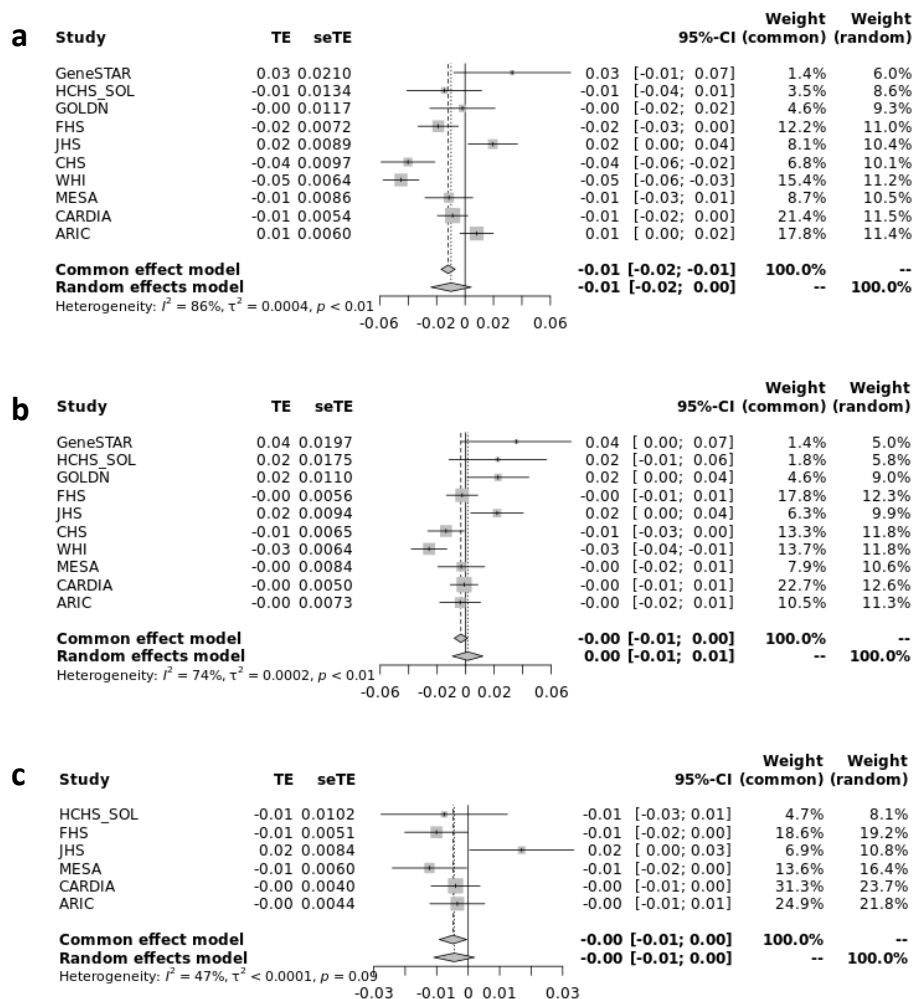 a
Weight Weight
Study TE seTE 95%-CI (common) (random)
GeneSTAR 0.03 0.0210 0.03 [-0.01; 0.07] 1.4% 6.0%
HCHS_SOL -0.01 0.0134 -0.01 [-0.04; 0.01] 3.5% 8.6%
GOLDN -0.00 0.0117 -0.00 [-0.02; 0.02] 4.6% 9.3%
FHS -0.02 0.0072 -0.02 [-0.03; 0.00] 12.2% 11.0%
JHS 0.02 0.0089 0.02 [ 0.00; 0.04] 8.1% 10.4%
CHS -0.04 0.0097 -0.04 [-0.06; -0.02] 6.8% 10.1%
WHI -0.05 0.0064 -0.05 [-0.06; -0.03] 15.4% 11.2%
MESA -0.01 0.0086 -0.01 [-0.03; 0.01] 8.7% 10.5%
CARDIA -0.01 0.0054 -0.01 [-0.02; 0.00] 21.4% 11.5%
ARIC 0.01 0.0060 0.01 [ 0.00; 0.02] 17.8% 11.4%
Common effect model -0.01 [-0.02; -0.01] 100.0% --
Random effects model -0.01 [-0.02; 0.00] -- 100.0%
Heterogeneity: I² = 86%, τ² = 0.0004, p < 0.01
-0.06 -0.02 0 0.02 0.06
b
Weight Weight
Study TE seTE 95%-CI (common) (random)
GeneSTAR 0.04 0.0197 0.04 [ 0.00; 0.07] 1.4% 5.0%
HCHS_SOL 0.02 0.0175 0.02 [-0.01; 0.06] 1.8% 5.8%
GOLDN 0.02 0.0110 0.02 [ 0.00; 0.04] 4.6% 9.0%
FHS -0.00 0.0056 -0.00 [-0.01; 0.01] 17.8% 12.3%
JHS 0.02 0.0094 0.02 [ 0.00; 0.04] 6.3% 9.9%
CHS -0.01 0.0065 -0.01 [-0.03; 0.00] 13.3% 11.8%
WHI -0.03 0.0064 -0.03 [-0.04; -0.01] 13.7% 11.8%
MESA -0.00 0.0084 -0.00 [-0.02; 0.01] 7.9% 10.6%
CARDIA -0.00 0.0050 -0.00 [-0.01; 0.01] 22.7% 12.6%
ARIC -0.00 0.0073 -0.00 [-0.02; 0.01] 10.5% 11.3%
Common effect model -0.00 [-0.01; 0.00] 100.0% --
Random effects model 0.00 [-0.01; 0.01] -- 100.0%
Heterogeneity: I² = 74%, τ² = 0.0002, p < 0.01
-0.06 -0.02 0 0.02 0.06
c
Weight Weight
Study TE seTE 95%-CI (common) (random)
HCHS_SOL -0.01 0.0102 -0.01 [-0.03; 0.01] 4.7% 8.1%
FHS -0.01 0.0051 -0.01 [-0.02; 0.00] 18.6% 19.2%
JHS 0.02 0.0084 0.02 [ 0.00; 0.03] 6.9% 10.8%
MESA -0.01 0.0060 -0.01 [-0.02; 0.00] 13.6% 16.4%
CARDIA -0.00 0.0040 -0.00 [-0.01; 0.00] 31.3% 23.7%
ARIC -0.00 0.0044 -0.00 [-0.01; 0.01] 24.9% 21.8%
Common effect model -0.00 [-0.01; 0.00] 100.0% --
Random effects model -0.00 [-0.01; 0.00] -- 100.0%
Heterogeneity: I² = 47%, τ² < 0.0001, p = 0.09
-0.03 -0.01 0 0.01 0.03